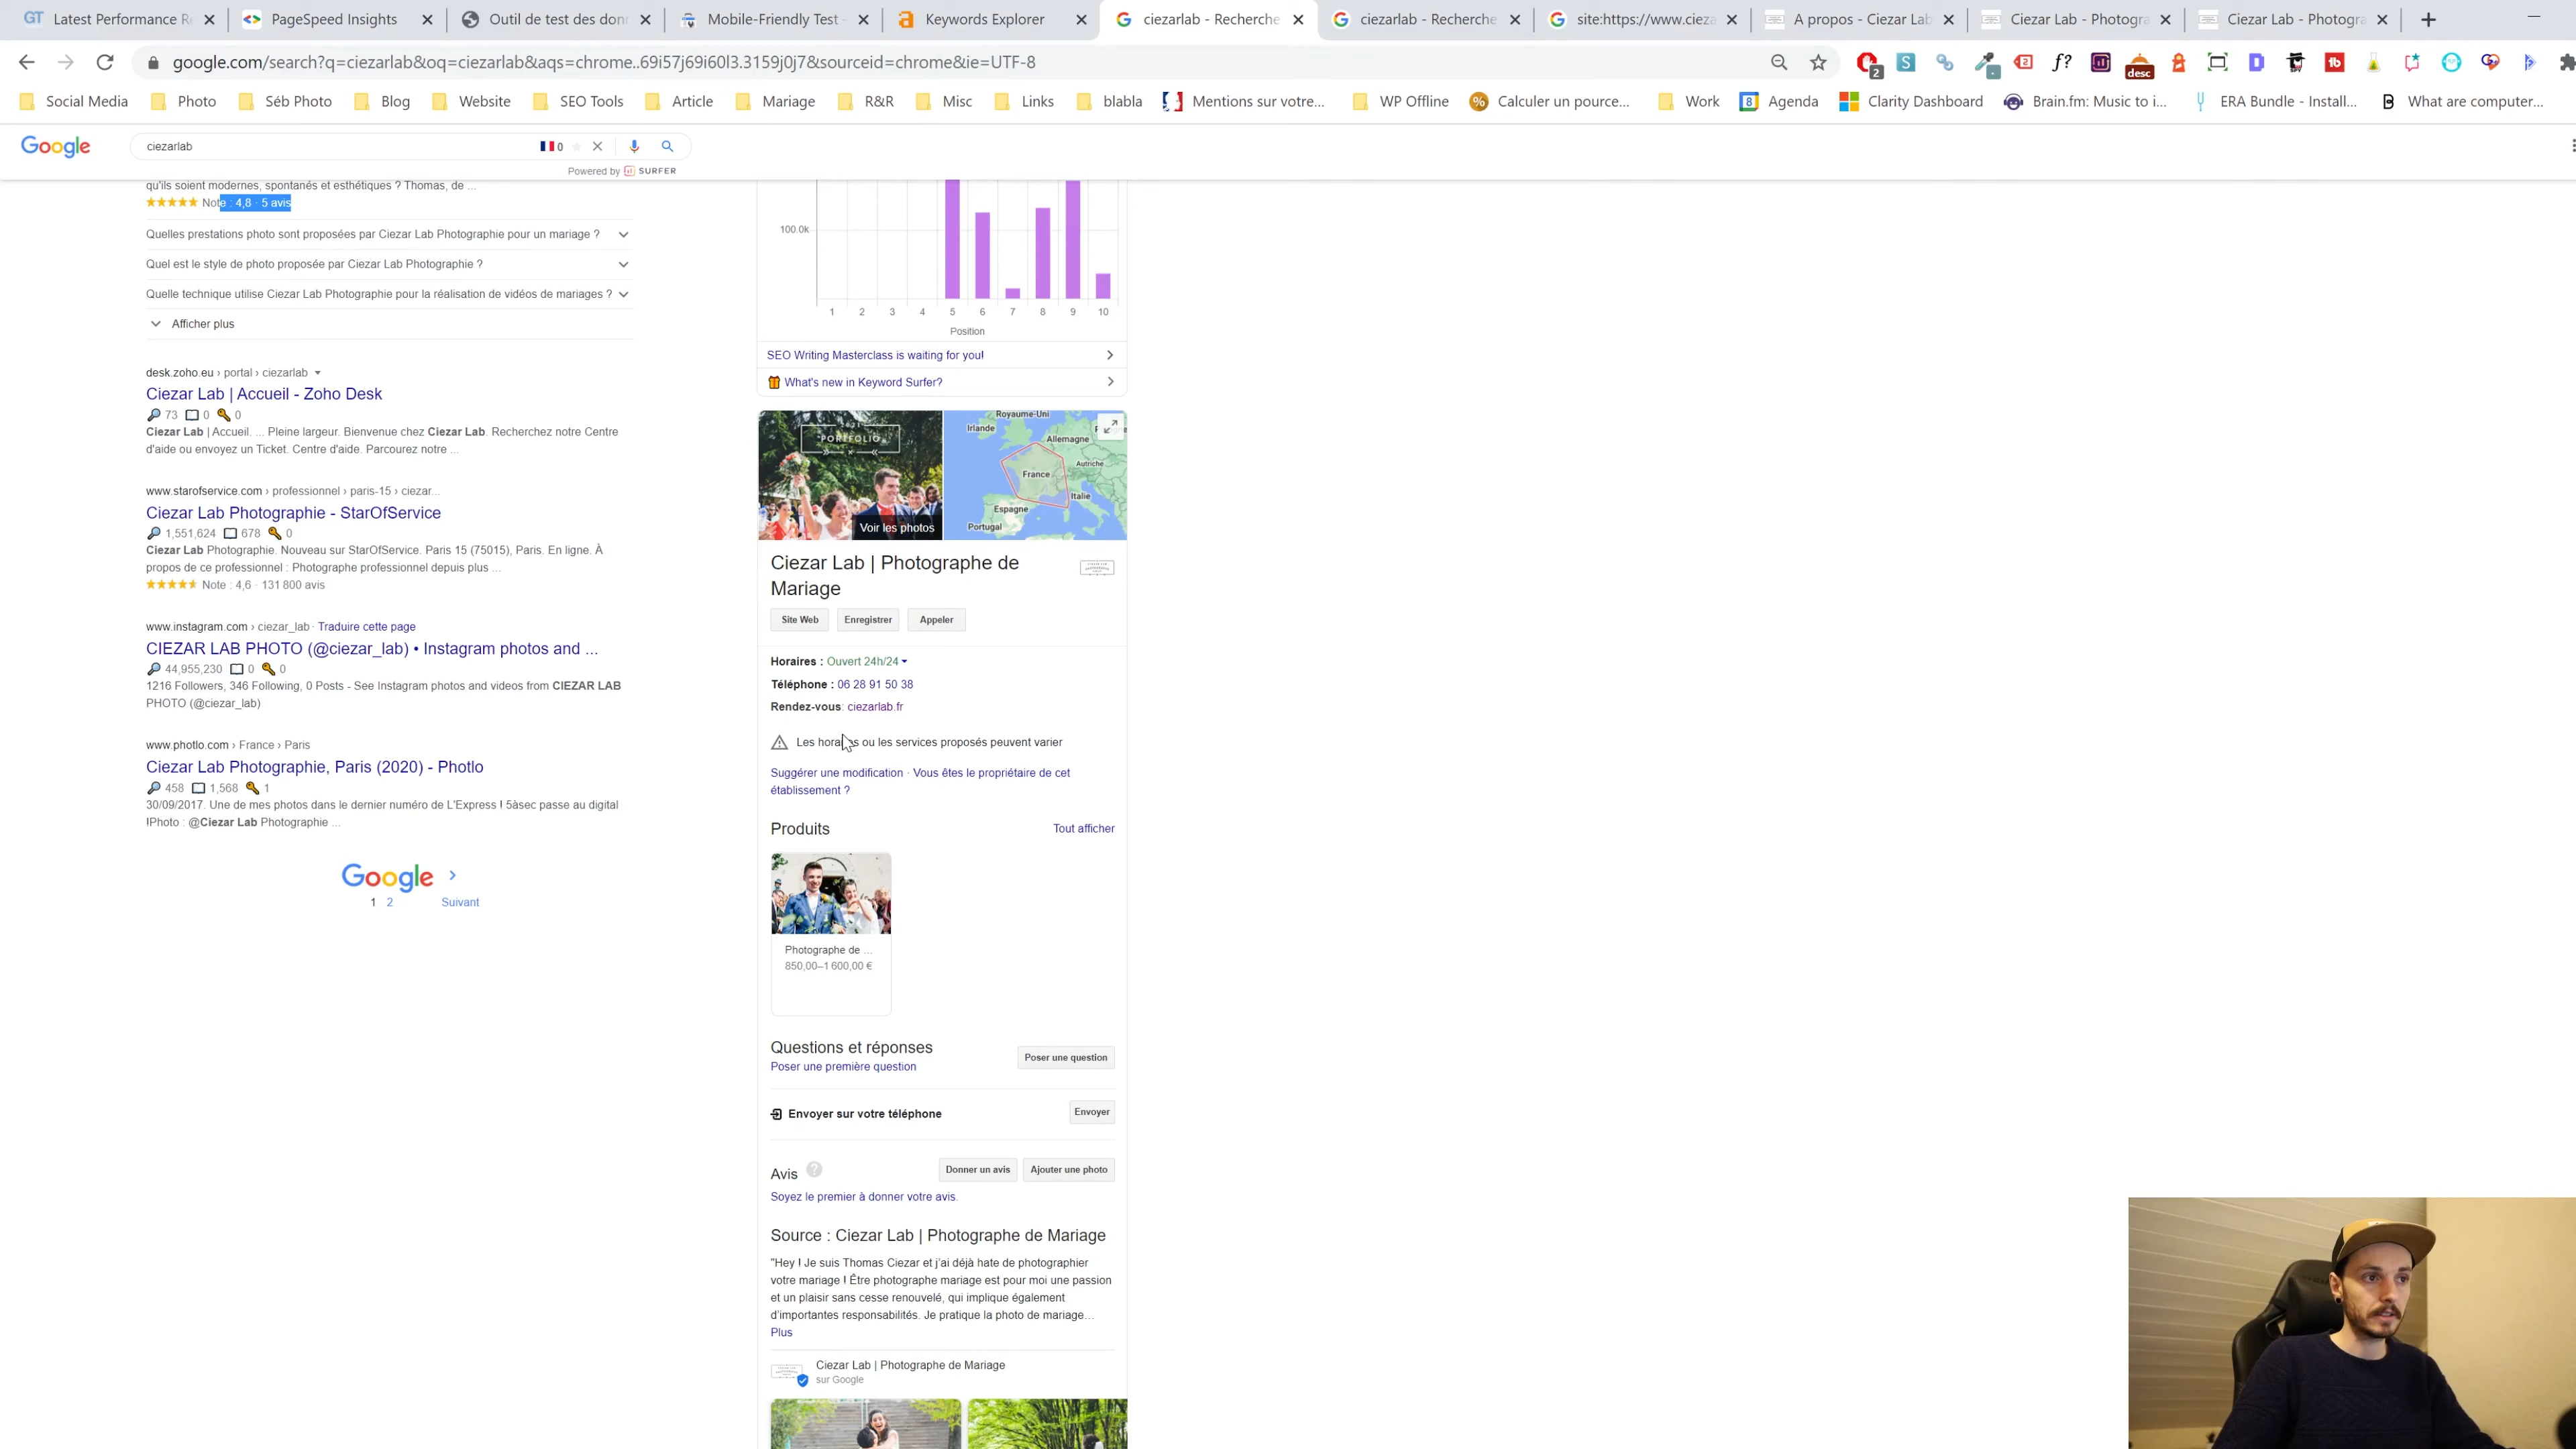 Latest Performance Re
PageSpeed Insights
Outil de test des donn
Mobile-Friendly Test -
Keywords Explorer
ciezarlab - Recherche
ciezarlab - Recherche
site:https://www.cieza
A propos - Ciezar Lab
Ciezar Lab - Photogra
Ciezar Lab - Photogra
google.com/search?q=ciezarlab&oq=ciezarlab&aqs=chrome..69i57j69i60l3.3159j0j7&sourceid=chrome&ie=UTF-8
Social Media
Photo
Séb Photo
Blog
Website
SEO Tools
Article
Mariage
R&R
Misc
Links
blabla
Mentions sur votre...
WP Offline
Calculer un pource...
Work
Agenda
Clarity Dashboard
Brain.fm: Music to i...
ERA Bundle - Install...
What are computer...
Google
ciezarlab
0
Powered by SURFER
qu'ils soient modernes, spontanés et esthétiques ? Thomas, de ...
Note : 4,8 · 5 avis
Quelles prestations photo sont proposées par Ciezar Lab Photographie pour un mariage ?
Quel est le style de photo proposée par Ciezar Lab Photographie ?
Quelle technique utilise Ciezar Lab Photographie pour la réalisation de vidéos de mariages ?
Afficher plus
desk.zoho.eu › portal › ciezarlab
Ciezar Lab | Accueil - Zoho Desk
73 0 0
Ciezar Lab | Accueil. ... Pleine largeur. Bienvenue chez Ciezar Lab. Recherchez notre Centre
d'aide ou envoyez un Ticket. Centre d'aide. Parcourez notre ...
www.starofservice.com › professionnel › paris-15 › ciezar...
Ciezar Lab Photographie - StarOfService
1,551,624 678 0
Ciezar Lab Photographie. Nouveau sur StarOfService. Paris 15 (75015), Paris. En ligne. À
propos de ce professionnel : Photographe professionnel depuis plus ...
Note : 4,6 · 131 800 avis
www.instagram.com › ciezar_lab · Traduire cette page
CIEZAR LAB PHOTO (@ciezar_lab) • Instagram photos and ...
44,955,230 0 0
1216 Followers, 346 Following, 0 Posts - See Instagram photos and videos from CIEZAR LAB
PHOTO (@ciezar_lab)
www.photlo.com › France › Paris
Ciezar Lab Photographie, Paris (2020) - Photlo
458 1,568 1
30/09/2017. Une de mes photos dans le dernier numéro de L'Express ! 5àsec passe au digital
!Photo : @Ciezar Lab Photographie ...
Google
1 2 Suivant
100.0k
1 2 3 4 5 6 7 8 9 10
Position
SEO Writing Masterclass is waiting for you!
What's new in Keyword Surfer?
2021
PORTFOLIO
Voir les photos
Royaume-Uni
Irlande
Allemagne
Autriche
France
Italie
Espagne
Portugal
Ciezar Lab | Photographe de
Mariage
Site Web
Enregistrer
Appeler
Horaires : Ouvert 24h/24
Téléphone : 06 28 91 50 38
Rendez-vous: ciezarlab.fr
Les horaires ou les services proposés peuvent varier
Suggérer une modification · Vous êtes le propriétaire de cet
établissement ?
Produits
Tout afficher
Photographe de ...
850,00–1 600,00 €
Questions et réponses
Poser une première question
Poser une question
Envoyer sur votre téléphone
Envoyer
Avis
Donner un avis
Ajouter une photo
Soyez le premier à donner votre avis.
Source : Ciezar Lab | Photographe de Mariage
"Hey ! Je suis Thomas Ciezar et j'ai déjà hate de photographier
votre mariage ! Être photographe mariage est pour moi une passion
et un plaisir sans cesse renouvelé, qui implique également
d'importantes responsabilités. Je pratique la photo de mariage...
Plus
Ciezar Lab | Photographe de Mariage
sur Google